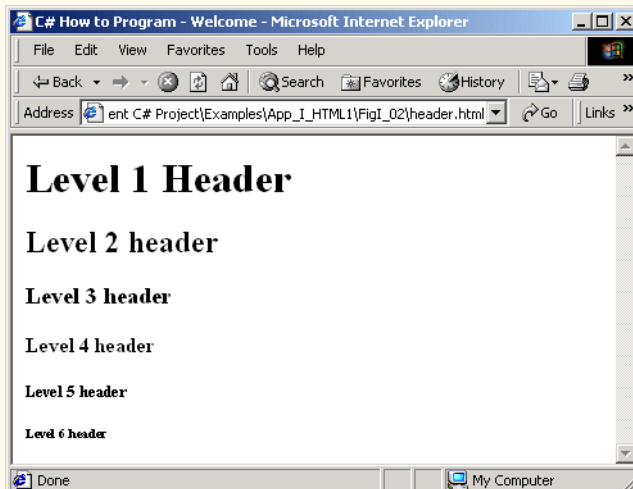 C# How to Program - Welcome - Microsoft Internet Explorer
File Edit View Favorites Tools Help
Back Search Favorites History »
Address ent C# Project\Examples\App_I_HTML1\FigI_02\header.html Go Links »
Level 1 Header
Level 2 header
Level 3 header
Level 4 header
Level 5 header
Level 6 header
Done My Computer